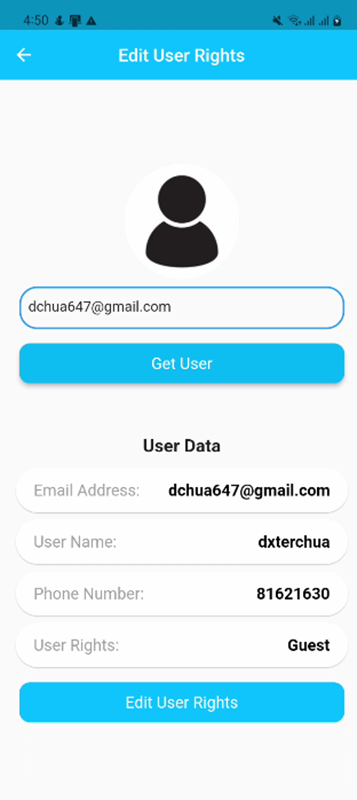 4:50
Edit User Rights
dchua647@gmail.com
Get User
User Data
Email Address: dchua647@gmail.com
User Name: dxterchua
Phone Number: 81621630
User Rights: Guest
Edit User Rights